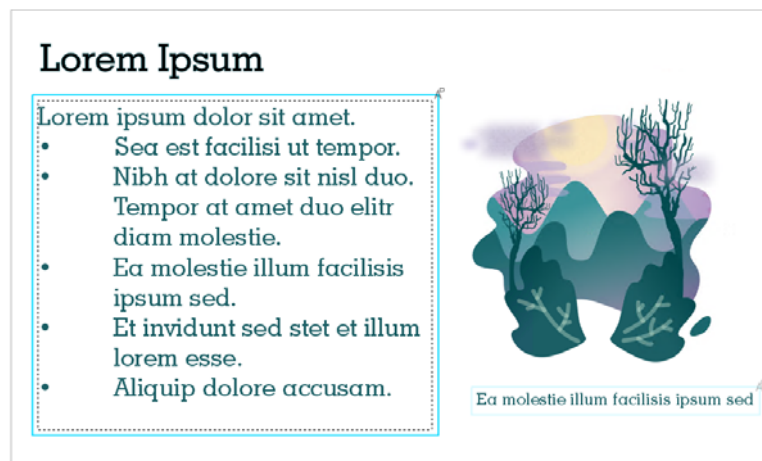 Lorem Ipsum
Lorem ipsum dolor sit amet.
• Sea est facilisi ut tempor.
• Nibh at dolore sit nisl duo.
Tempor at amet duo elitr
diam molestie.
• Ea molestie illum facilisis
ipsum sed.
• Et invidunt sed stet et illum
lorem esse.
• Aliquip dolore accusam.
Ea molestie illum facilisis ipsum sed